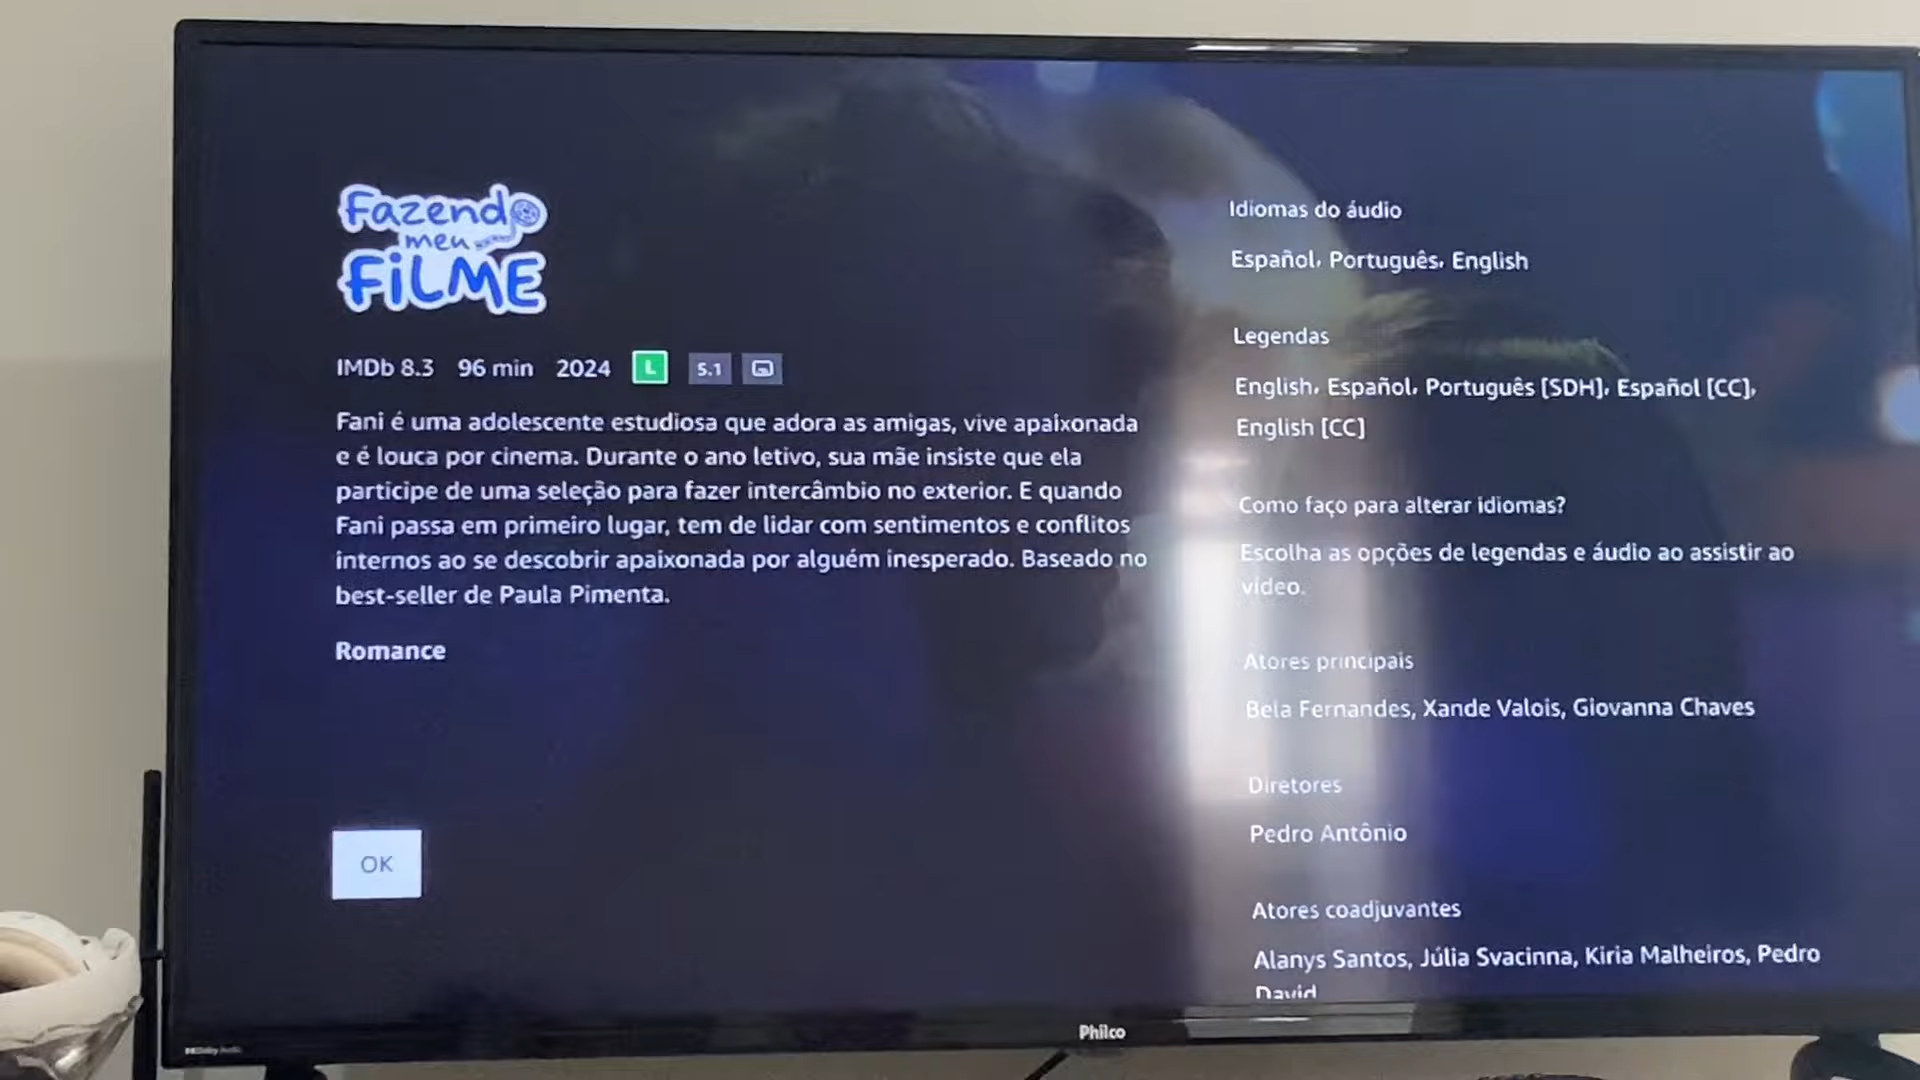 Fazendo
meu
FiLME
IMDb 8.3 96 min 2024 L 5.1
Fani é uma adolescente estudiosa que adora as amigas, vive apaixonada
e é louca por cinema. Durante o ano letivo, sua mãe insiste que ela
participe de uma seleção para fazer intercâmbio no exterior. E quando
Fani passa em primeiro lugar, tem de lidar com sentimentos e conflitos
internos ao se descobrir apaixonada por alguém inesperado. Baseado no
best-seller de Paula Pimenta.
Romance
OK
Idiomas do áudio
Español, Português, English
Legendas
English, Español, Português [SDH], Español [CC],
English [CC]
Como faço para alterar idiomas?
Escolha as opções de legendas e áudio ao assistir ao
vídeo.
Atores principais
Bela Fernandes, Xande Valois, Giovanna Chaves
Diretores
Pedro Antônio
Atores coadjuvantes
Alanys Santos, Júlia Svacinna, Kiria Malheiros, Pedro
David
Philco
Dolby Audio